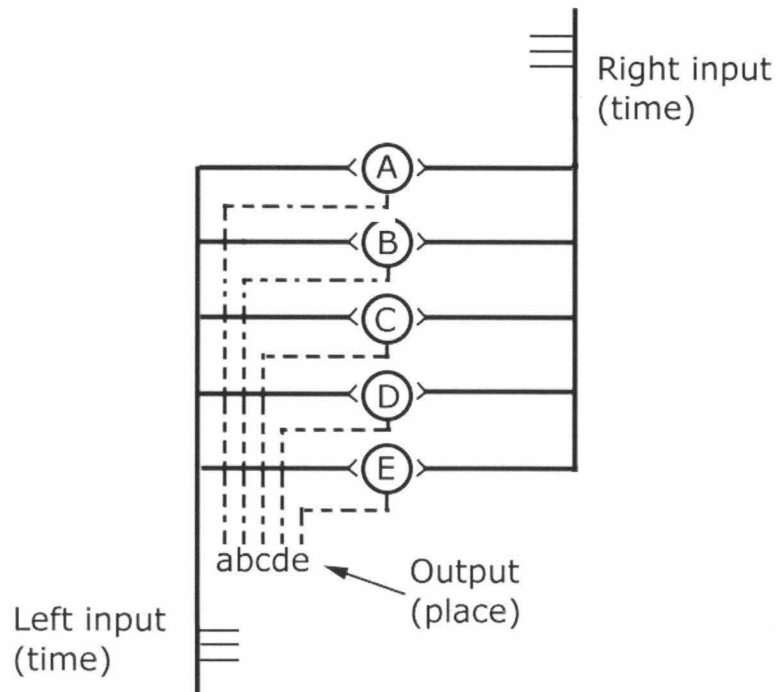 Right input
(time)
A
B
C
D
E
abcde
Output
(place)
Left input
(time)